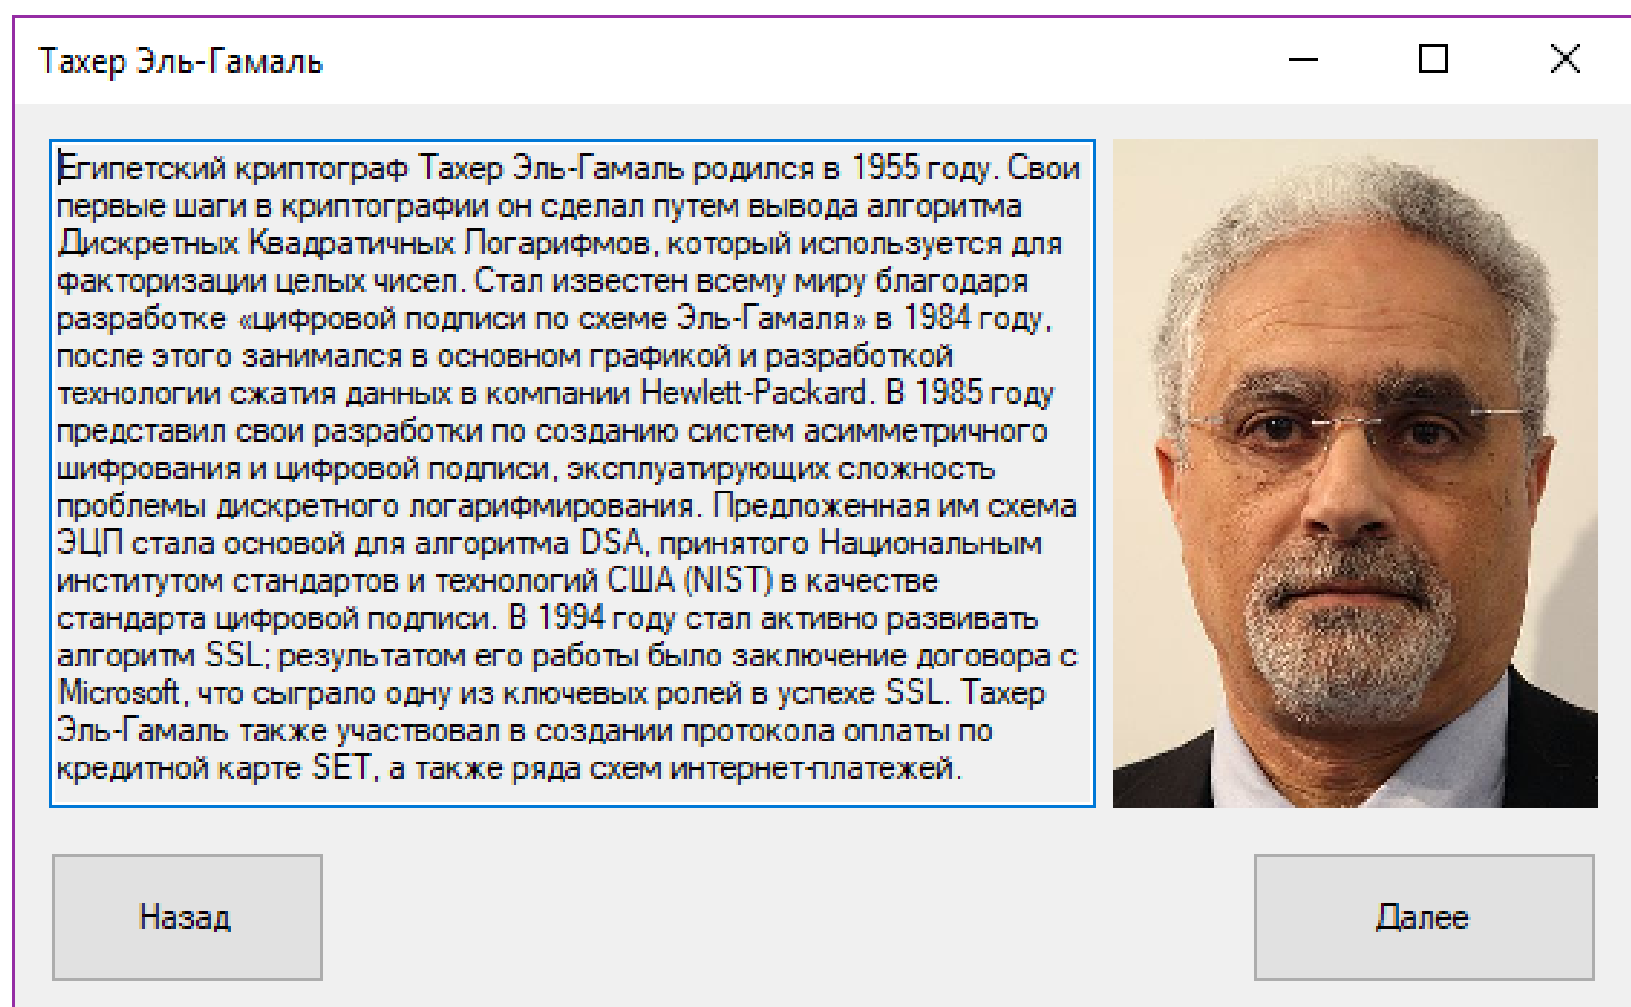 Тахер Эль-Гамаль
Египетский криптограф Тахер Эль-Гамаль родился в 1955 году. Свои
первые шаги в криптографии он сделал путем вывода алгоритма
Дискретных Квадратичных Логарифмов, который используется для
факторизации целых чисел. Стал известен всему миру благодаря
разработке «цифровой подписи по схеме Эль-Гамаля» в 1984 году,
после этого занимался в основном графикой и разработкой
технологии сжатия данных в компании Hewlett-Packard. В 1985 году
представил свои разработки по созданию систем асимметричного
шифрования и цифровой подписи, эксплуатирующих сложность
проблемы дискретного логарифмирования. Предложенная им схема
ЭЦП стала основой для алгоритма DSA, принятого Национальным
институтом стандартов и технологий США (NIST) в качестве
стандарта цифровой подписи. В 1994 году стал активно развивать
алгоритм SSL; результатом его работы было заключение договора с
Microsoft, что сыграло одну из ключевых ролей в успехе SSL. Тахер
Эль-Гамаль также участвовал в создании протокола оплаты по
кредитной карте SET, а также ряда схем интернет-платежей.
Назад
Далее